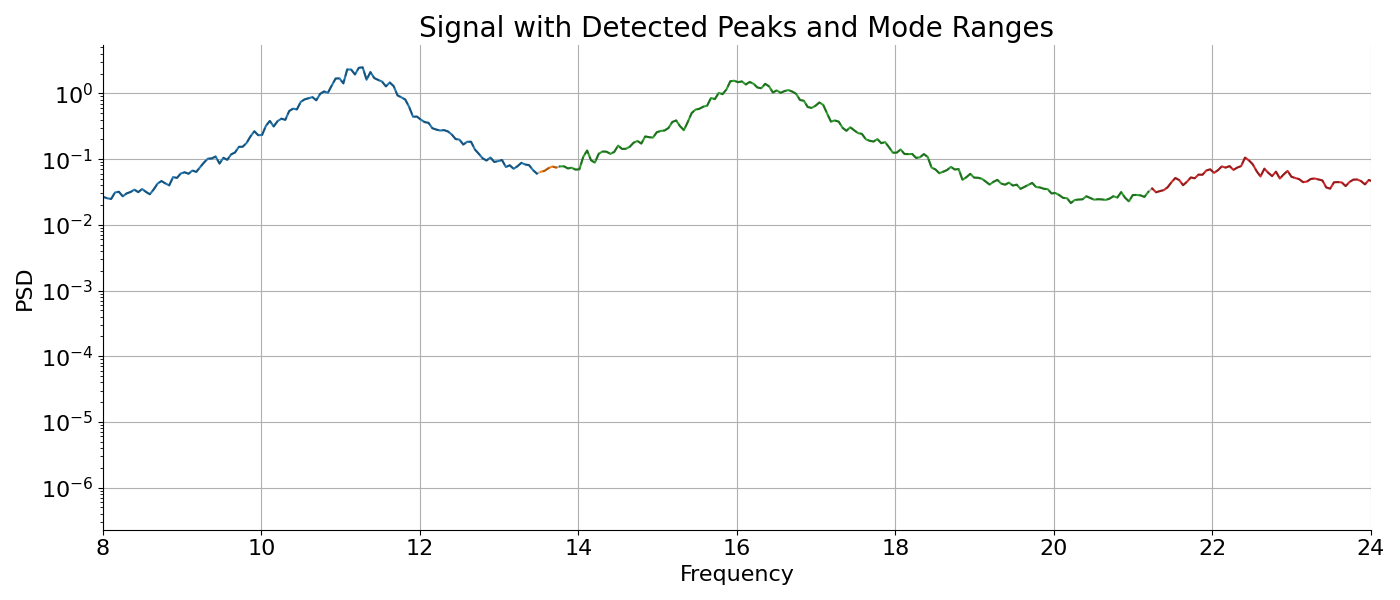 Signal with Detected Peaks and Mode Ranges
PSD
10⁰
10⁻¹
10⁻²
10⁻³
10⁻⁴
10⁻⁵
10⁻⁶
8 10 12 14 16 18 20 22 24
Frequency